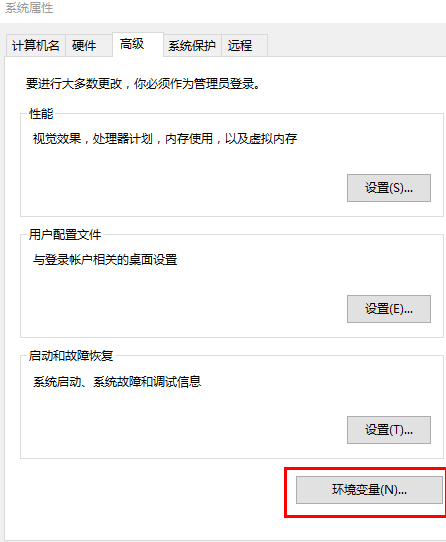 系统属性
计算机名 硬件 高级 系统保护 远程
要进行大多数更改，你必须作为管理员登录。
性能
视觉效果，处理器计划，内存使用，以及虚拟内存
设置(S)...
用户配置文件
与登录帐户相关的桌面设置
设置(E)...
启动和故障恢复
系统启动、系统故障和调试信息
设置(T)...
环境变量(N)...